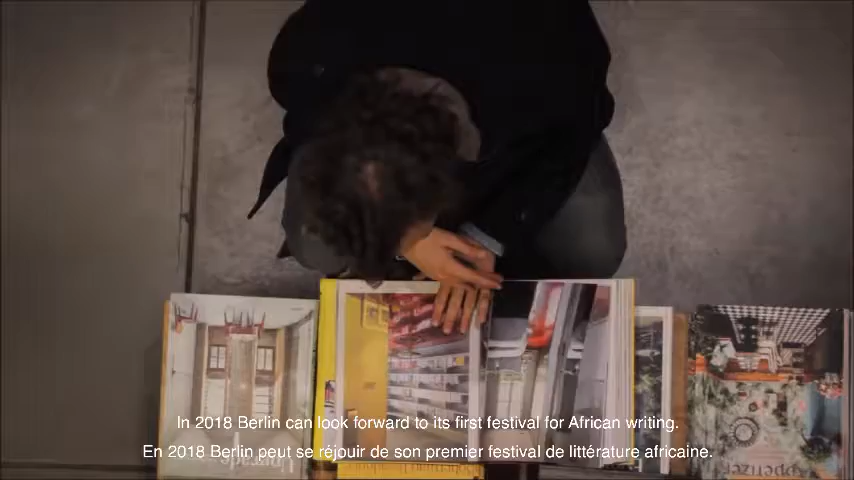 In 2018 Berlin can look forward to its first festival for African writing.
En 2018 Berlin peut se réjouir de son premier festival de littérature africaine.